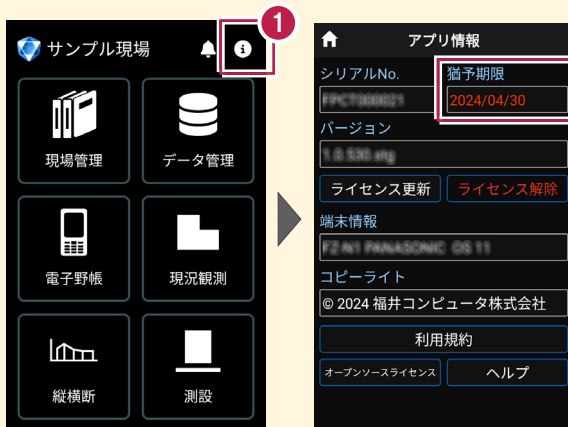 1
サンプル現場
現場管理
データ管理
電子野帳
現況観測
縦横断
測設
アプリ情報
シリアルNo.
猶予期限
2024/04/30
バージョン
ライセンス更新
ライセンス解除
端末情報
コピーライト
© 2024 福井コンピュータ株式会社
利用規約
オープンソースライセンス
ヘルプ